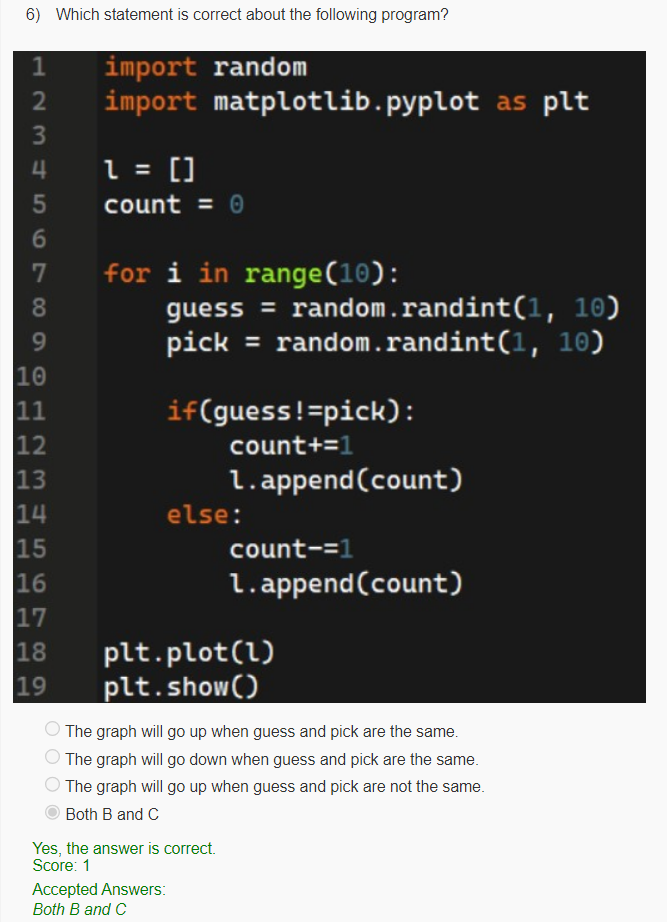 6) Which statement is correct about the following program?
1 import random
2 import matplotlib.pyplot as plt
3
4 l = []
5 count = 0
6
7 for i in range(10):
8 guess = random.randint(1, 10)
9 pick = random.randint(1, 10)
10
11 if(guess!=pick):
12 count+=1
13 l.append(count)
14 else:
15 count-=1
16 l.append(count)
17
18 plt.plot(l)
19 plt.show()
The graph will go up when guess and pick are the same.
The graph will go down when guess and pick are the same.
The graph will go up when guess and pick are not the same.
Both B and C
Yes, the answer is correct.
Score: 1
Accepted Answers:
Both B and C